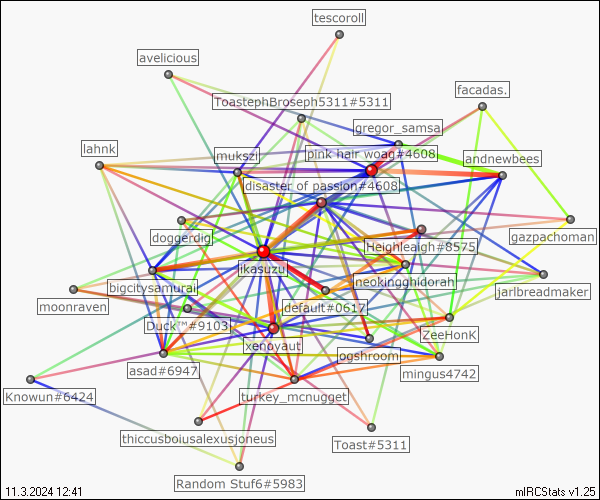 tescoroll
avelicious
facadas.
ToastephBroseph5311#5311
gregor_samsa
lahnk
mukszi
pink hair woag#4608
andnewbees
disaster of passion#4608
doggerdig
Heighleigh#8575
gazpachoman
ikasuzu
neokingghidorah
bigcitysamurai
jarlbreadmaker
moonraven
default#0617
Duck™#9103
ZeeHonK
xenoyaut
pgshroom
asad#6947
mingus4742
Knowun#6424
turkey_mcnugget
thiccusboiusalexusjoneus
Toast#5311
Random Stuf6#5983
11.3.2024 12:41
mIRCStats v1.25